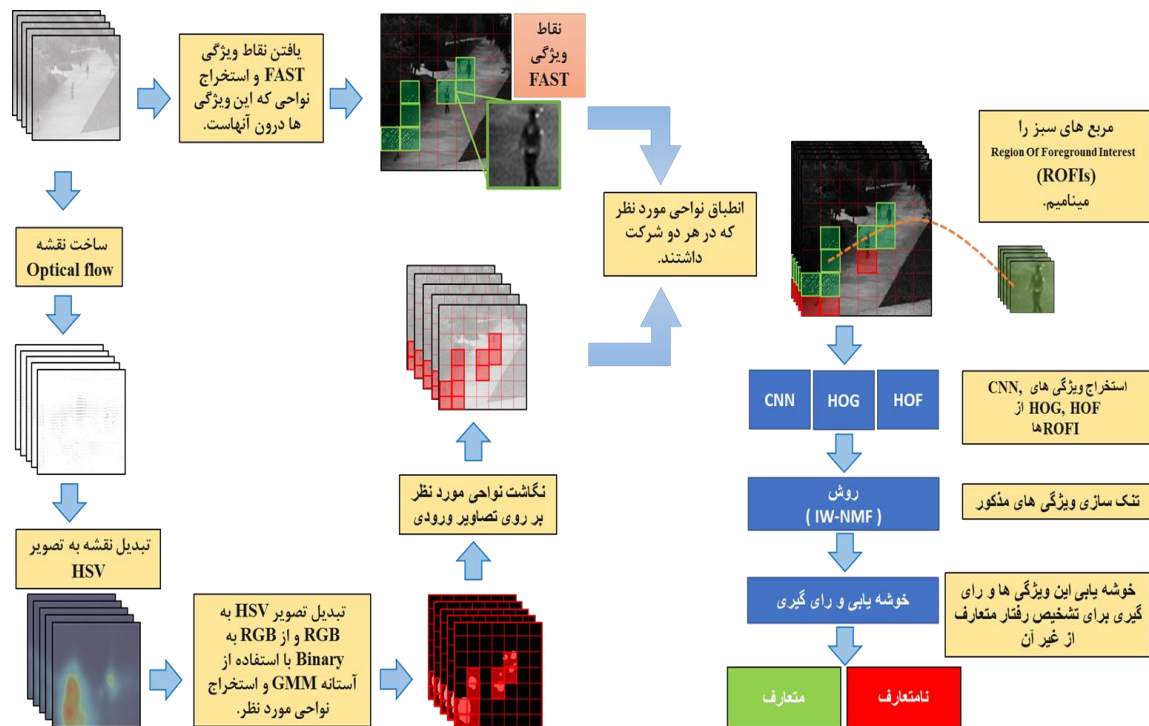 یافتن نقاط ویژگی
FAST و استخراج
نواحی که این ویژگی
ها درون آنهاست.
نقاط
ویژگی
FAST
ساخت نقشه
Optical flow
تبدیل نقشه به تصویر
HSV
تبدیل تصویر HSV به
RGB و از RGB به
Binary با استفاده از
آستانه GMM و استخراج
نواحی مورد نظر.
نگاشت نواحی مورد نظر
بر روی تصاویر ورودی
انطباق نواحی مورد نظر
که در هر دو شرکت
داشتند.
مربع های سبز را
Region Of Foreground Interest
(ROFIs)
مینامیم.
CNN
HOG
HOF
استخراج ویژگی های CNN,
HOG, HOF از
ROFIها
روش
( IW-NMF )
تنک سازی ویژگی های مذکور
خوشه یابی و رای گیری
خوشه یابی این ویژگی ها و رای
گیری برای تشخیص رفتار متعارف
از غیر آن
متعارف
نامتعارف